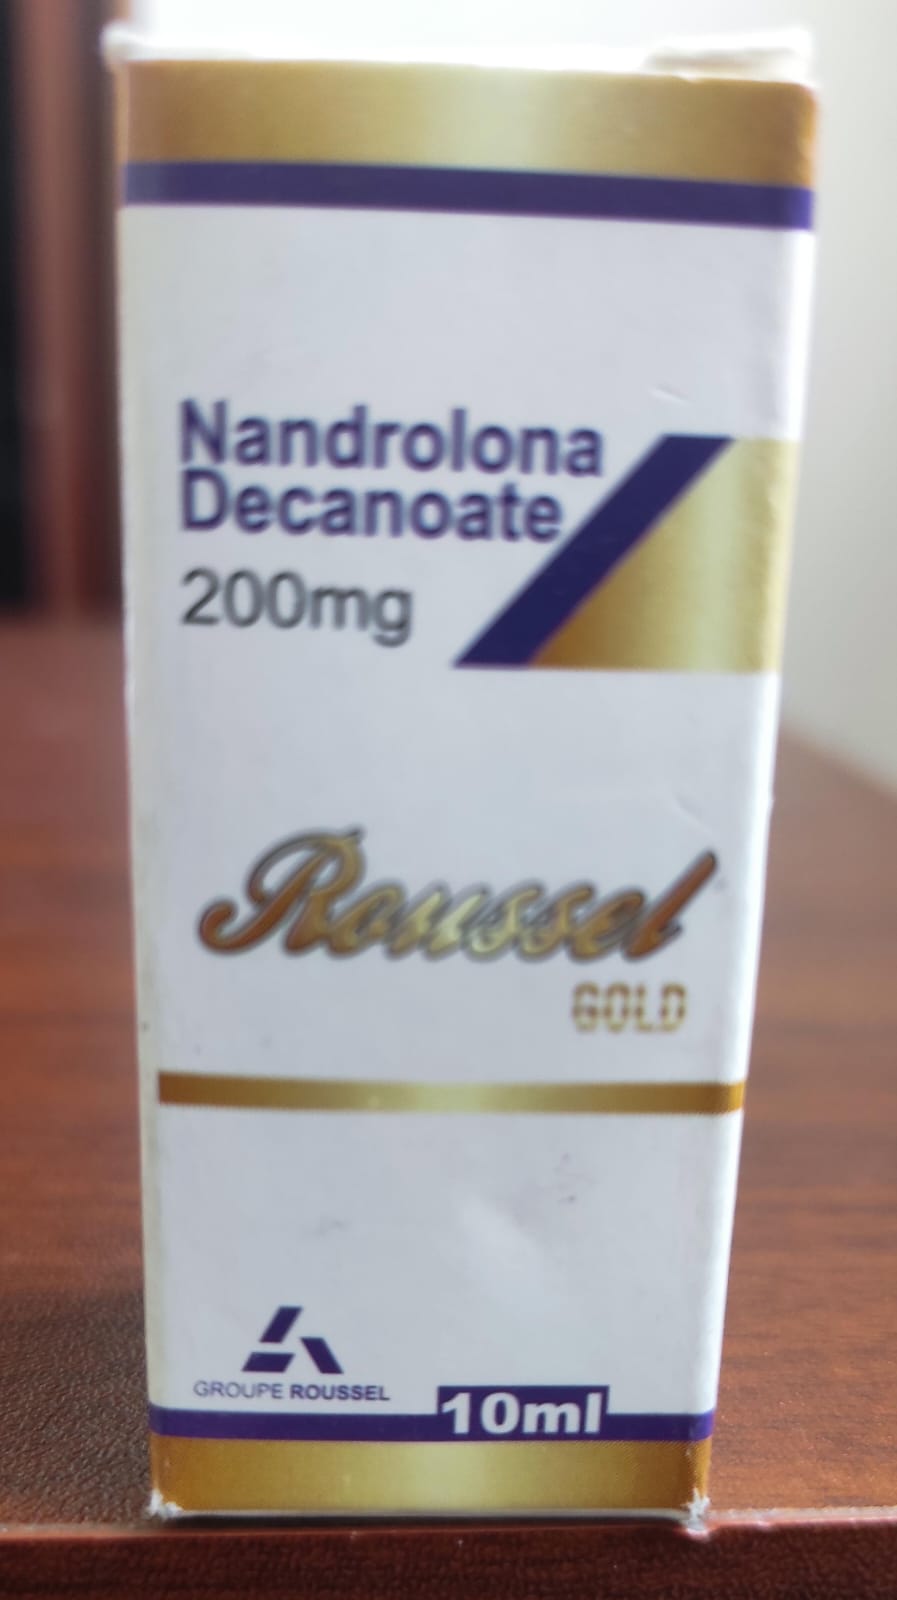 Nandrolona
Decanoate
200mg
Roussel
GOLD
GROUPE ROUSSEL
10ml